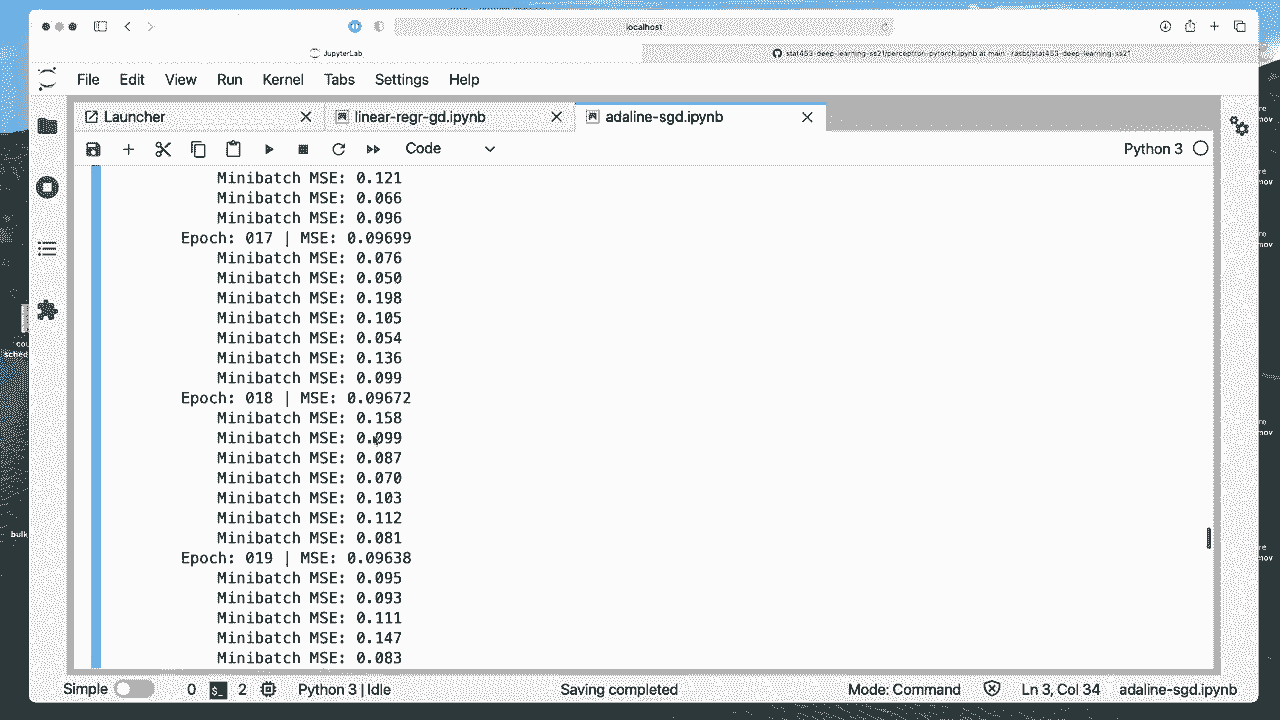 localhost
JupyterLab
stat453-deep-learning-ss21/perceptron-pytorch.ipynb at main · rasbt/stat453-deep-learning-ss21
File Edit View Run Kernel Tabs Settings Help
Launcher linear-regr-gd.ipynb adaline-sgd.ipynb
Code Python 3
Minibatch MSE: 0.121
Minibatch MSE: 0.066
Minibatch MSE: 0.096
Epoch: 017 | MSE: 0.09699
Minibatch MSE: 0.076
Minibatch MSE: 0.050
Minibatch MSE: 0.198
Minibatch MSE: 0.105
Minibatch MSE: 0.054
Minibatch MSE: 0.136
Minibatch MSE: 0.099
Epoch: 018 | MSE: 0.09672
Minibatch MSE: 0.158
Minibatch MSE: 0.099
Minibatch MSE: 0.087
Minibatch MSE: 0.070
Minibatch MSE: 0.103
Minibatch MSE: 0.112
Minibatch MSE: 0.081
Epoch: 019 | MSE: 0.09638
Minibatch MSE: 0.095
Minibatch MSE: 0.093
Minibatch MSE: 0.111
Minibatch MSE: 0.147
Minibatch MSE: 0.083
Simple 0 2 Python 3 | Idle Saving completed Mode: Command Ln 3, Col 34 adaline-sgd.ipynb